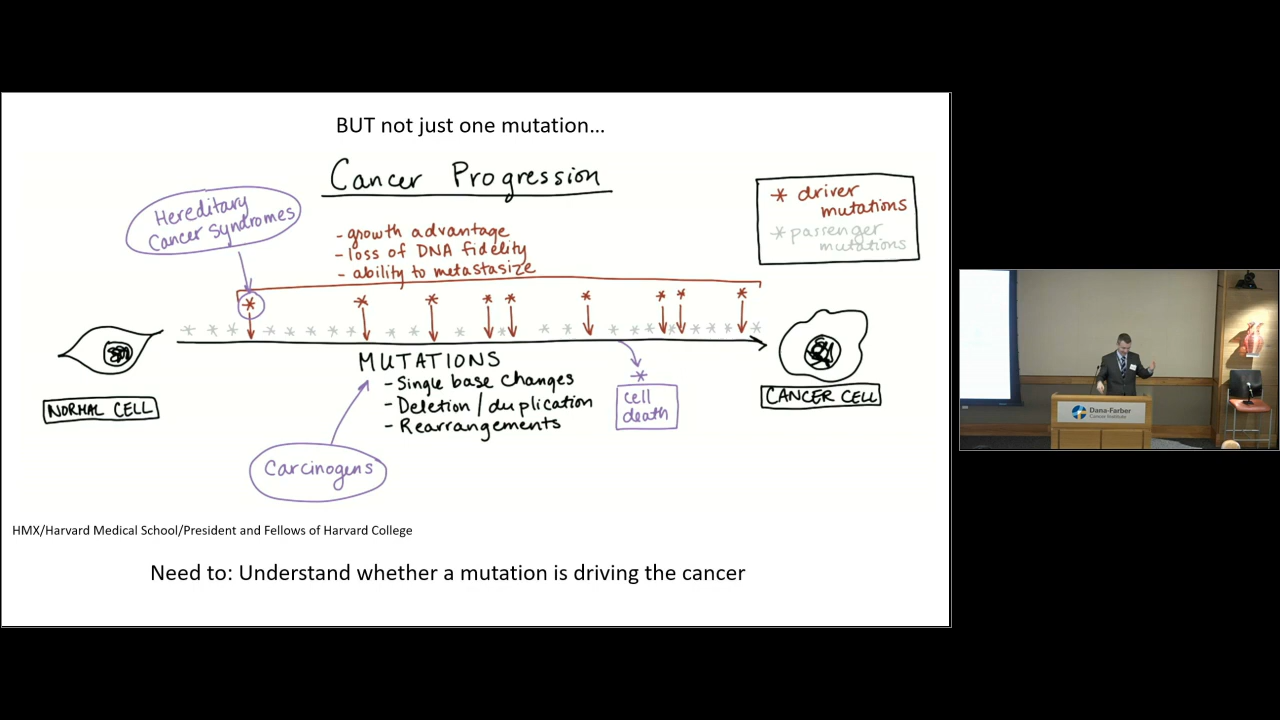 BUT not just one mutation...
Cancer Progression
Hereditary
Cancer Syndromes
- growth advantage
- loss of DNA fidelity
- ability to metastasize
* driver
mutations
* passenger
mutations
MUTATIONS
- Single base changes
- Deletion / duplication
- Rearrangements
NORMAL CELL
cell
death
CANCER CELL
Carcinogens
HMX/Harvard Medical School/President and Fellows of Harvard College
Need to: Understand whether a mutation is driving the cancer
Dana-Farber
Cancer Institute